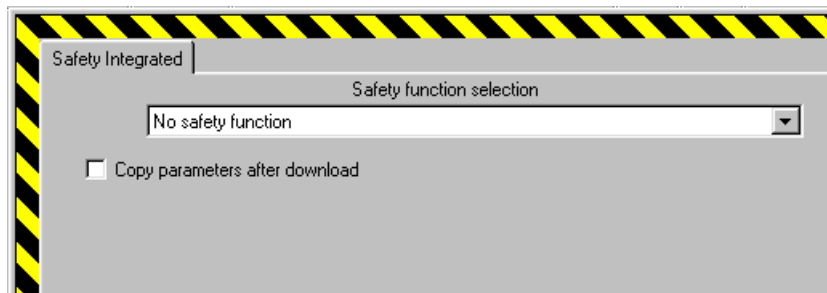 Safety Integrated
Safety function selection
No safety function
Copy parameters after download